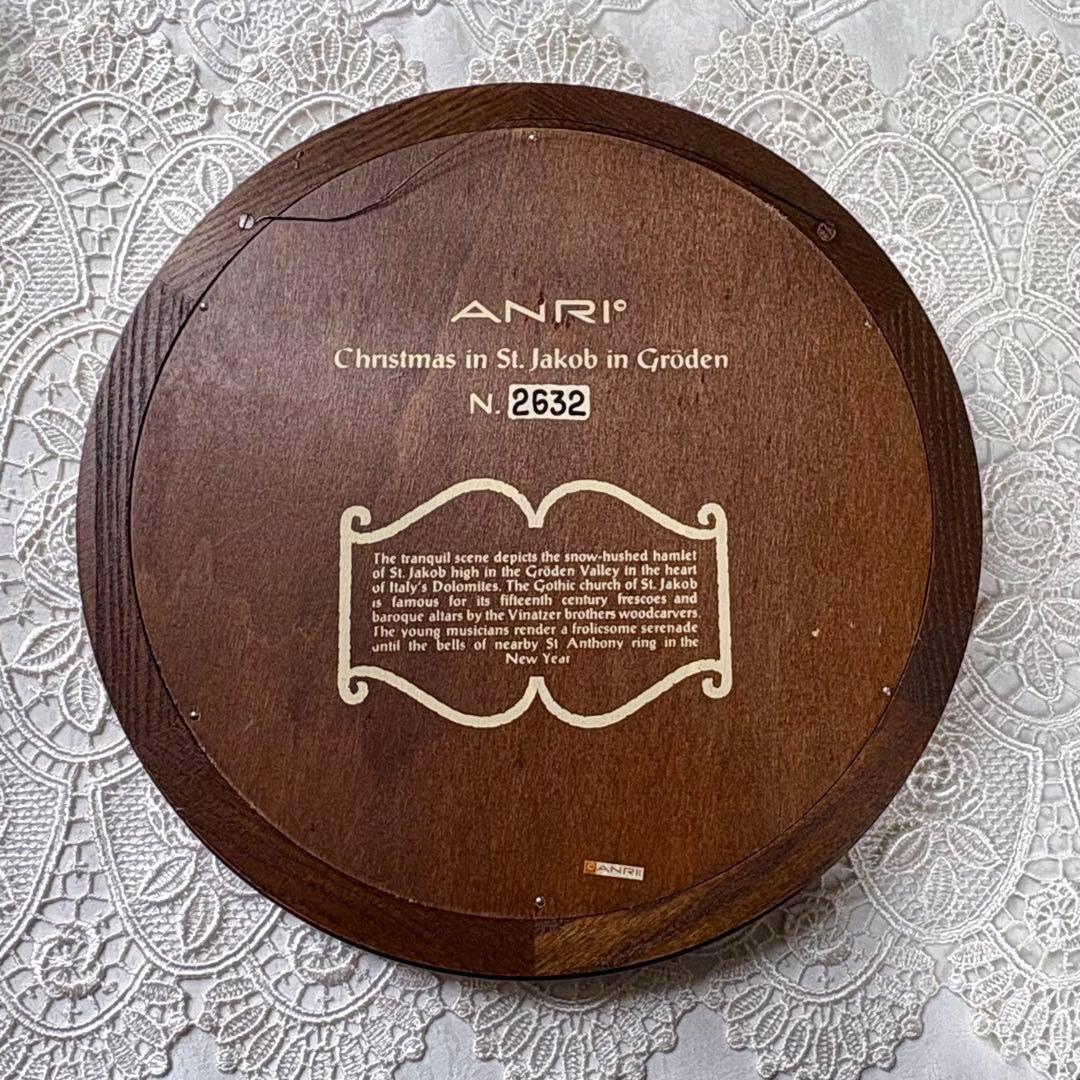 ANRI©
Christmas in St. Jakob in Gröden
N. 2632
The tranquil scene depicts the snow-hushed hamlet
of St. Jakob high in the Gröden Valley in the heart
of Italy's Dolomites. The Gothic church of St. Jakob
is famous for its fifteenth century frescoes and
baroque altars by the Vinatzer brothers woodcarvers.
The young musicians render a frolicsome serenade
until the bells of nearby St Anthony ring in the
New Year
ANRI